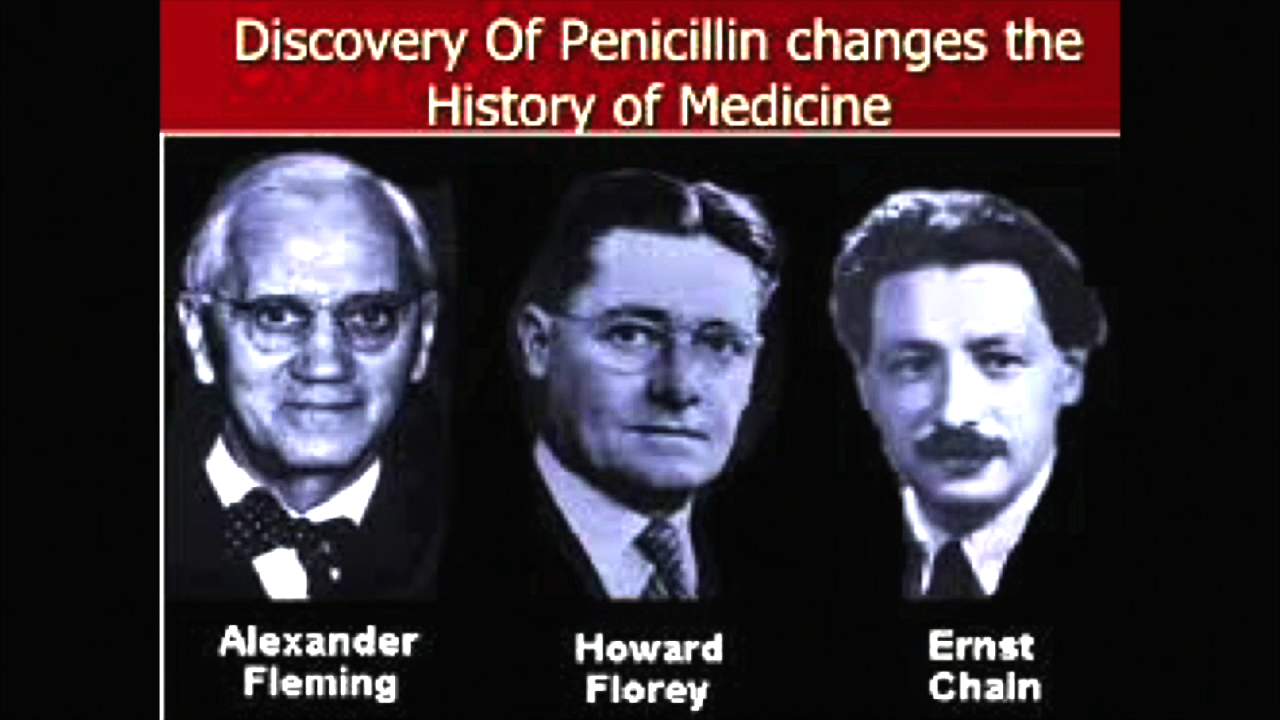 Discovery Of Penicillin changes the
History of Medicine
Alexander
Fleming
Howard
Florey
Ernst
Chain